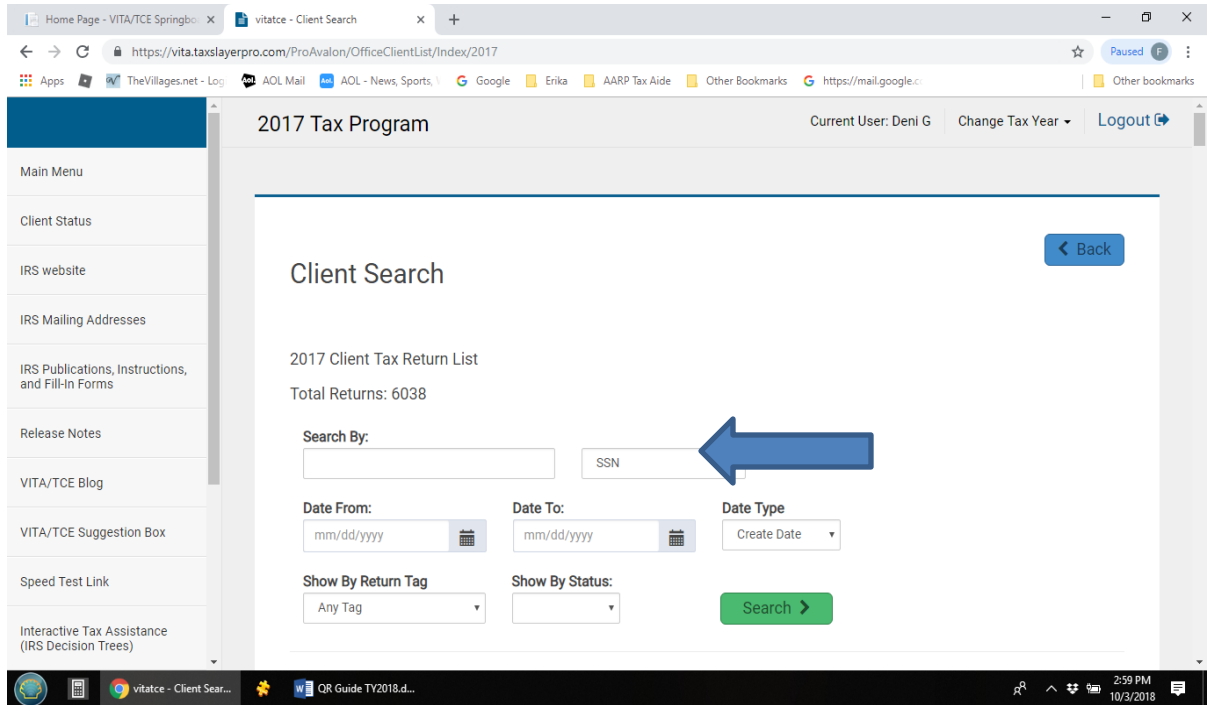 Home Page - VITA/TCE Springbo
vitatce - Client Search
https://vita.taxslayerpro.com/ProAvalon/OfficeClientList/Index/2017
Paused F
Apps
TheVillages.net - Log
Aol.
AOL Mail
Aol.
AOL - News, Sports,
G Google
Erika
AARP Tax Aide
Other Bookmarks
G https://mail.google.c
Other bookmarks
2017 Tax Program
Current User: Deni G
Change Tax Year
Logout
Main Menu
Client Status
IRS website
IRS Mailing Addresses
IRS Publications, Instructions,
and Fill-In Forms
Release Notes
VITA/TCE Blog
VITA/TCE Suggestion Box
Speed Test Link
Interactive Tax Assistance
(IRS Decision Trees)
Back
Client Search
2017 Client Tax Return List
Total Returns: 6038
Search By:
SSN
Date From:
Date To:
Date Type
mm/dd/yyyy
mm/dd/yyyy
Create Date
Show By Return Tag
Show By Status:
Any Tag
Search
vitatce - Client Sear...
W QR Guide TY2018.d...
2:59 PM
10/3/2018